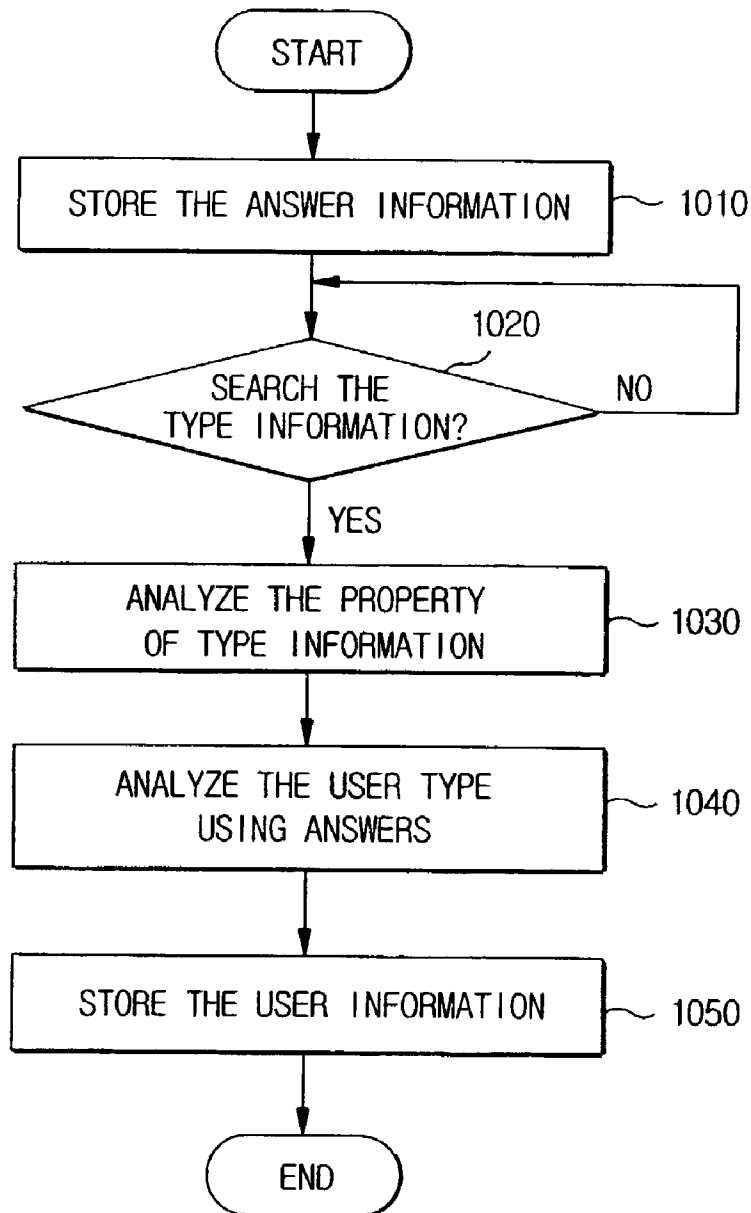 START
STORE THE ANSWER INFORMATION
1010
1020
SEARCH THE
TYPE INFORMATION?
NO
YES
ANALYZE THE PROPERTY
OF TYPE INFORMATION
1030
ANALYZE THE USER TYPE
USING ANSWERS
1040
STORE THE USER INFORMATION
1050
END